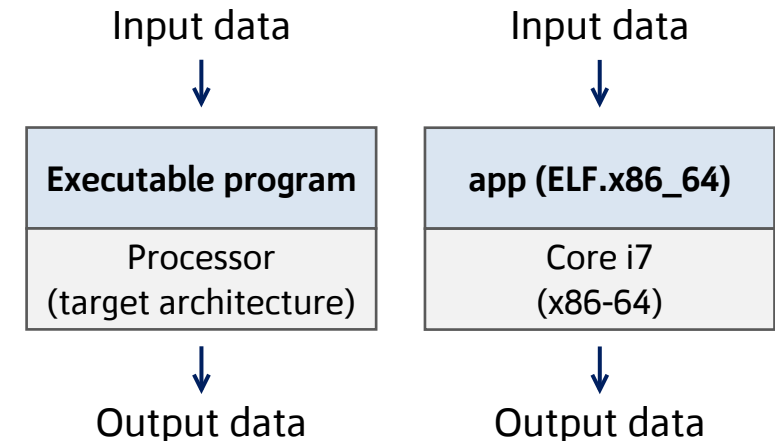 Input data
Executable program
Processor
(target architecture)
Output data
Input data
app (ELF.x86_64)
Core i7
(x86-64)
Output data